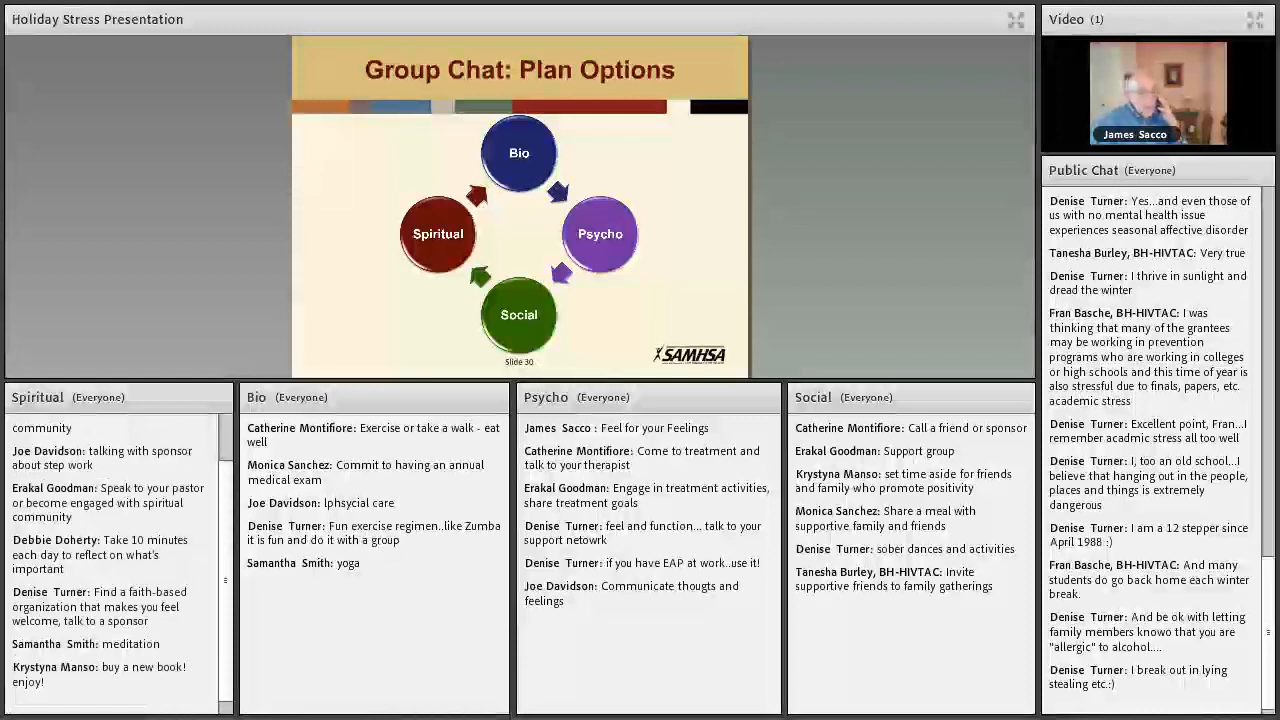 Holiday Stress Presentation
Group Chat: Plan Options
Bio
Spiritual
Psycho
Social
Slide 30
SAMHSA
Video (1)
James Sacco
Public Chat (Everyone)
Denise Turner: Yes...and even those of
us with no mental health issue
experiences seasonal affective disorder
Tanesha Burley, BH-HIVTAC: Very true
Denise Turner: I thrive in sunlight and
dread the winter
Fran Basche, BH-HIVTAC: I was
thinking that many of the grantees
may be working in prevention
programs who are working in colleges
or high schools and this time of year is
also stressful due to finals, papers, etc.
academic stress
Denise Turner: Excellent point, Fran...I
remember acadmic stress all too well
Denise Turner: I, too an old school...I
believe that hanging out in the people,
places and things is extremely
dangerous
Denise Turner: I am a 12 stepper since
April 1988 :)
Fran Basche, BH-HIVTAC: And many
students do go back home each winter
break.
Denise Turner: And be ok with letting
family members knowo that you are
"allergic" to alcohol....
Denise Turner: I break out in lying
stealing etc.:)
Spiritual (Everyone)
community
Joe Davidson: talking with sponsor
about step work
Erakal Goodman: Speak to your pastor
or become engaged with spiritual
community
Debbie Doherty: Take 10 minutes
each day to reflect on what's
important
Denise Turner: Find a faith-based
organization that makes you feel
welcome, talk to a sponsor
Samantha Smith: meditation
Krystyna Manso: buy a new book!
enjoy!
Bio (Everyone)
Catherine Montifiore: Exercise or take a walk - eat
well
Monica Sanchez: Commit to having an annual
medical exam
Joe Davidson: lphsycial care
Denise Turner: Fun exercise regimen..like Zumba
it is fun and do it with a group
Samantha Smith: yoga
Psycho (Everyone)
James Sacco : Feel for your Feelings
Catherine Montifiore: Come to treatment and
talk to your therapist
Erakal Goodman: Engage in treatment activities,
share treatment goals
Denise Turner: feel and function... talk to your
support netowrk
Denise Turner: if you have EAP at work..use it!
Joe Davidson: Communicate thougts and
feelings
Social (Everyone)
Catherine Montifiore: Call a friend or sponsor
Erakal Goodman: Support group
Krystyna Manso: set time aside for friends
and family who promote positivity
Monica Sanchez: Share a meal with
supportive family and friends
Denise Turner: sober dances and activities
Tanesha Burley, BH-HIVTAC: Invite
supportive friends to family gatherings